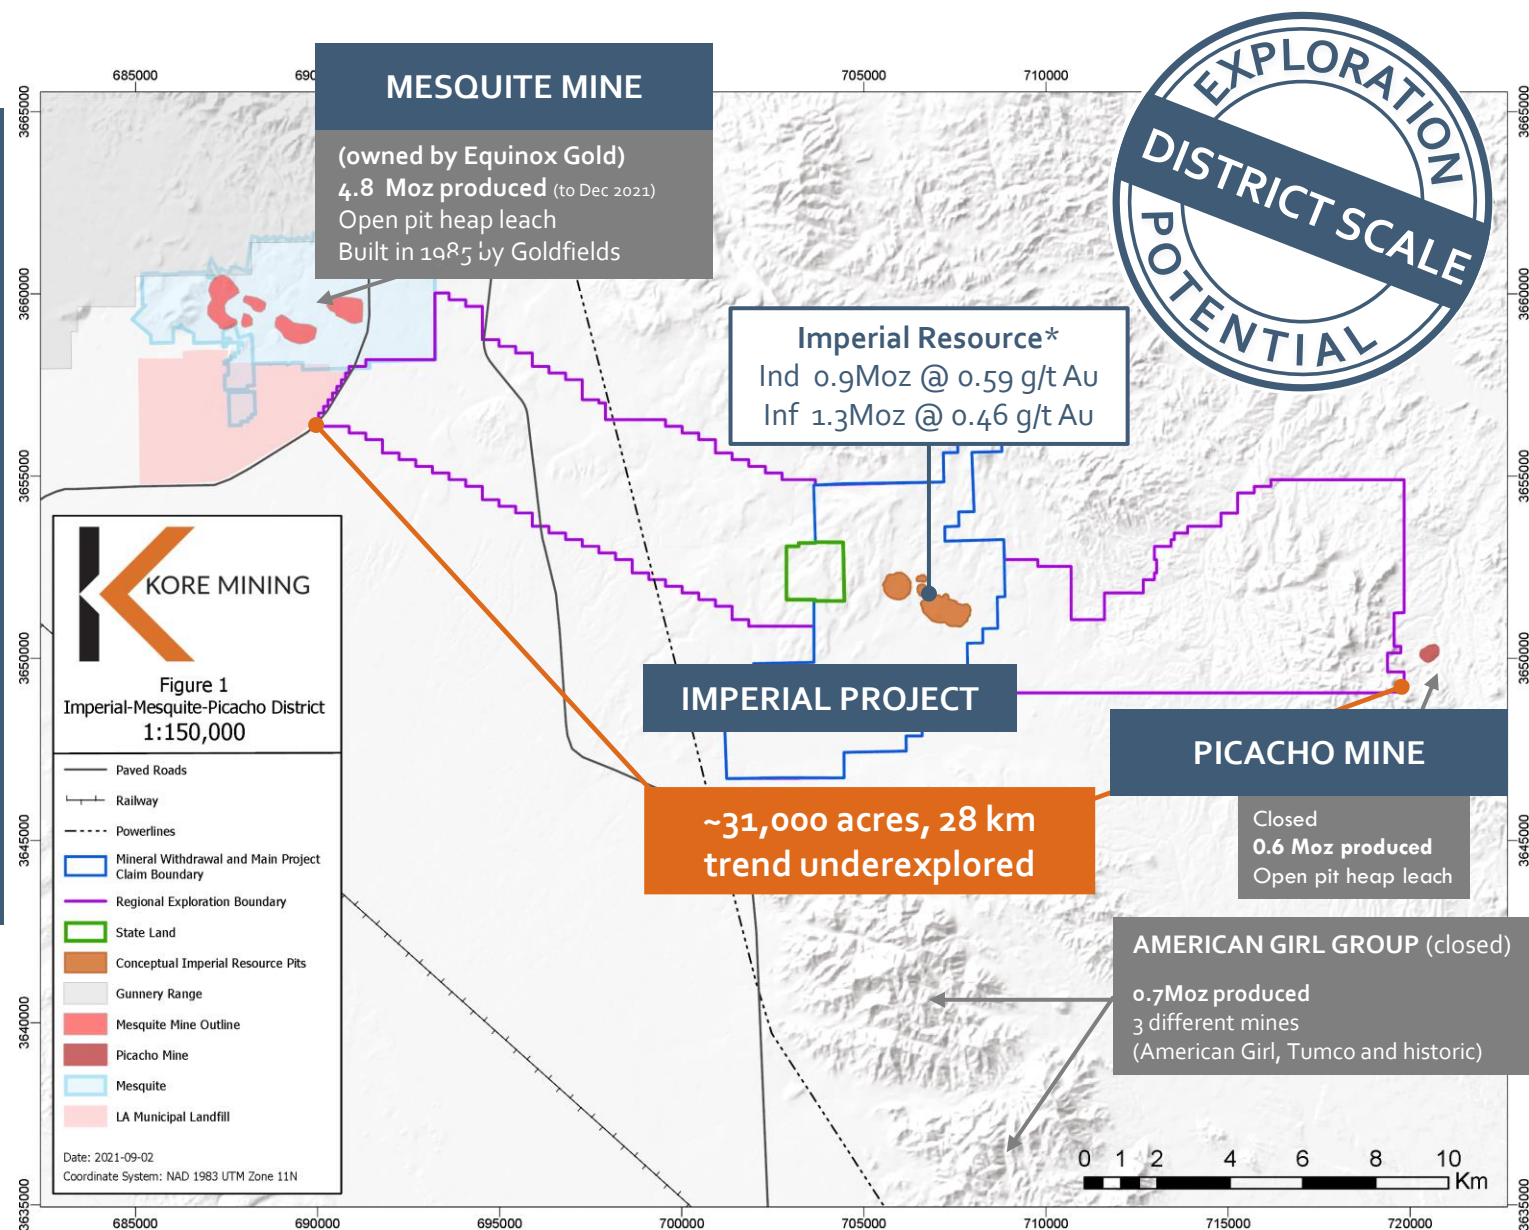 685000
690
705000
710000
3665000
3660000
3655000
3650000
3645000
3640000
3635000
MESQUITE MINE
(owned by Equinox Gold)
4.8 Moz produced (to Dec 2021)
Open pit heap leach
Built in 1985 by Goldfields
EXPLORATION
DISTRICT SCALE
POTENTIAL
Imperial Resource*
Ind 0.9Moz @ 0.59 g/t Au
Inf 1.3Moz @ 0.46 g/t Au
KORE MINING
Figure 1
Imperial-Mesquite-Picacho District
1:150,000
Paved Roads
Railway
Powerlines
Mineral Withdrawal and Main Project
Claim Boundary
Regional Exploration Boundary
State Land
Conceptual Imperial Resource Pits
Gunnery Range
Mesquite Mine Outline
Picacho Mine
Mesquite
LA Municipal Landfill
Date: 2021-09-02
Coordinate System: NAD 1983 UTM Zone 11N
IMPERIAL PROJECT
~31,000 acres, 28 km
trend underexplored
PICACHO MINE
Closed
0.6 Moz produced
Open pit heap leach
AMERICAN GIRL GROUP (closed)
0.7Moz produced
3 different mines
(American Girl, Tumco and historic)
0 1 2 4 6 8 10
Km
3665000
3660000
3655000
3650000
3645000
3640000
3635000
685000
690000
695000
700000
705000
710000
715000
720000